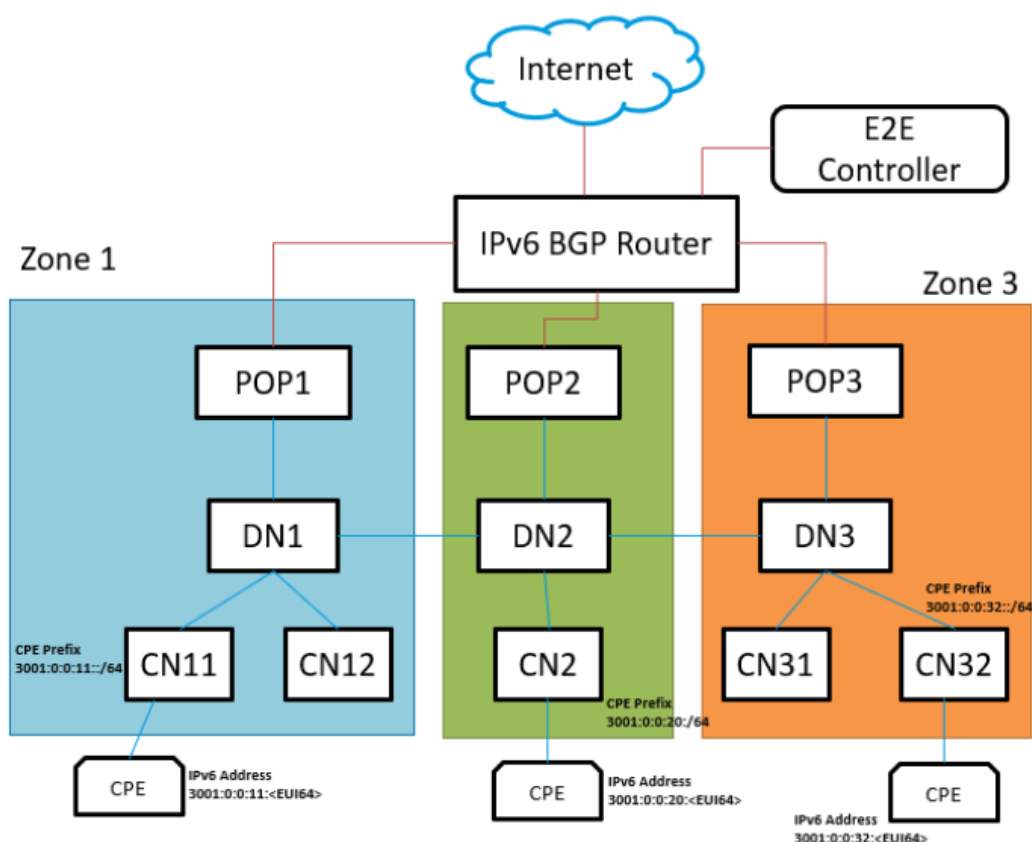 Internet
E2E
Controller
IPv6 BGP Router
Zone 1
Zone 3
POP1
POP2
POP3
DN1
DN2
DN3
CPE Prefix
3001:0:0:32::/64
CPE Prefix
3001:0:0:11::/64
CN11
CN12
CN2
CN31
CN32
CPE Prefix
3001:0:0:20:/64
CPE
IPv6 Address
3001:0:0:11:<EUI64>
CPE
IPv6 Address
3001:0:0:20:<EUI64>
CPE
IPv6 Address
3001:0:0:32:<EUI64>